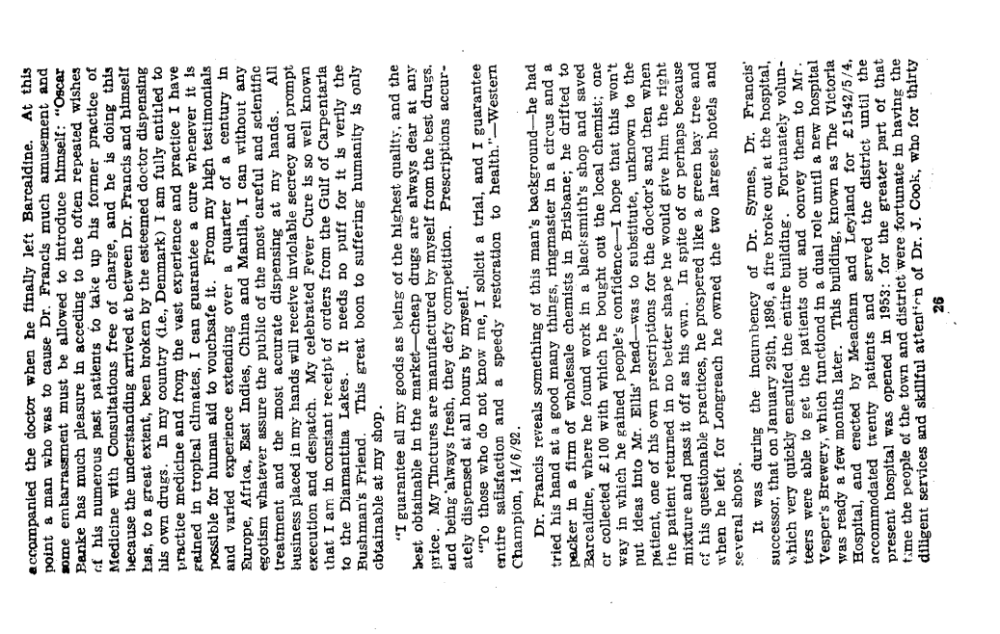 accompanied the doctor when he finally left Barcaldine. At this
point a man who was to cause Dr. Francis much amusement and
some embarrassment must be allowed to introduce himself: "Oscar
Banke has much pleasure in acceding to the often repeated wishes
of his numerous past patients to take up his former practice of
Medicine with Consultations free of charge, and he is doing this
because the understanding arrived at between Dr. Francis and himself
has, to a great extent, been broken by the esteemed doctor dispensing
his own drugs. In my country (i.e., Denmark) I am fully entitled to
practice medicine and from the vast experience and practice I have
gained in tropical climates, I can guarantee a cure whenever it is
possible for human aid to vouchsafe it. From my high testimonials
and varied experience extending over a quarter of a century in
Europe, Africa, East Indies, China and Manila, I can without any
egotism whatever assure the public of the most careful and scientific
treatment and the most accurate dispensing at my hands. All
business placed in my hands will receive inviolable secrecy and prompt
execution and despatch. My celebrated Fever Cure is so well known
that I am in constant receipt of orders from the Gulf of Carpentaria
to the Diamantina Lakes. It needs no puff for it is verily the
Bushman's Friend. This great boon to suffering humanity is only
obtainable at my shop.
"I guarantee all my goods as being of the highest quality, and the
best obtainable in the market—cheap drugs are always dear at any
price. My Tinctures are manufactured by myself from the best drugs,
and being always fresh, they defy competition. Prescriptions accur-
ately dispensed at all hours by myself.
"To those who do not know me, I solicit a trial, and I guarantee
entire satisfaction and a speedy restoration to health."—Western
Champion, 14/6/92.
Dr. Francis reveals something of this man's background—he had
tried his hand at a good many things, ringmaster in a circus and a
packer in a firm of wholesale chemists in Brisbane; he drifted to
Barcaldine, where he found work in a blacksmith's shop and saved
or collected £100 with which he bought out the local chemist; one
way in which he gained people's confidence—I hope that this won't
put ideas into Mr. Ellis' head—was to substitute, unknown to the
patient, one of his own prescriptions for the doctor's and then when
the patient returned in no better shape he would give him the right
mixture and pass it off as his own. In spite of or perhaps because
of his questionable practices, he prospered like a green bay tree and
when he left for Longreach he owned the two largest hotels and
several shops.
It was during the incumbency of Dr. Symes, Dr. Francis'
successor, that on January 29th, 1896, a fire broke out at the hospital,
which very quickly engulfed the entire building. Fortunately volun-
teers were able to get the patients out and convey them to Mr.
Vesper's Brewery, which functiond in a dual role until a new hospital
was ready a few months later. This building, known as The Victoria
Hospital, and erected by Meacham and Leyland for £1542/5/4,
accommodated twenty patients and served the district until the
present hospital was opened in 1953: for the greater part of that
time the people of the town and district were fortunate in having the
diligent services and skillful attention of Dr. J. Cook, who for thirty
26